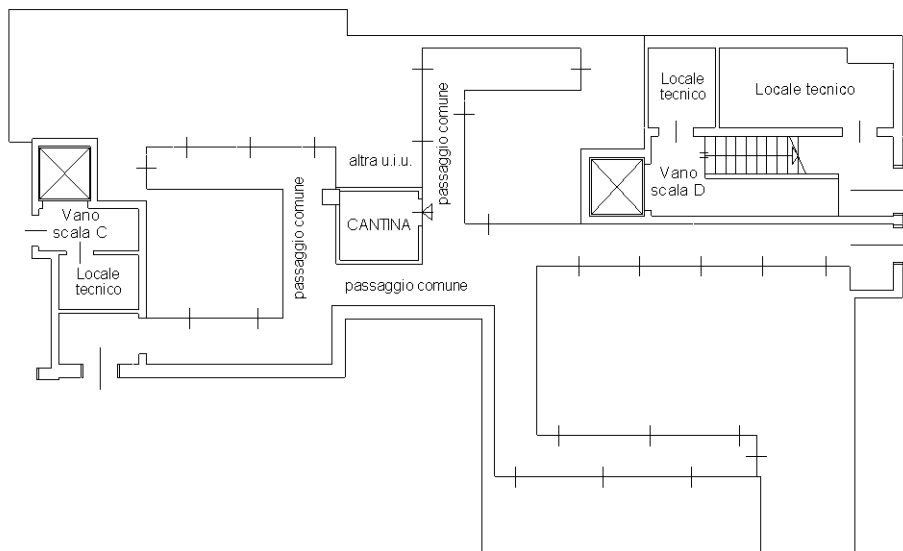 Locale
tecnico
Locale tecnico
passaggio comune
altra u.i.u.
Vano
scala D
Vano
scala C
CANTINA
passaggio comune
Locale
tecnico
passaggio comune